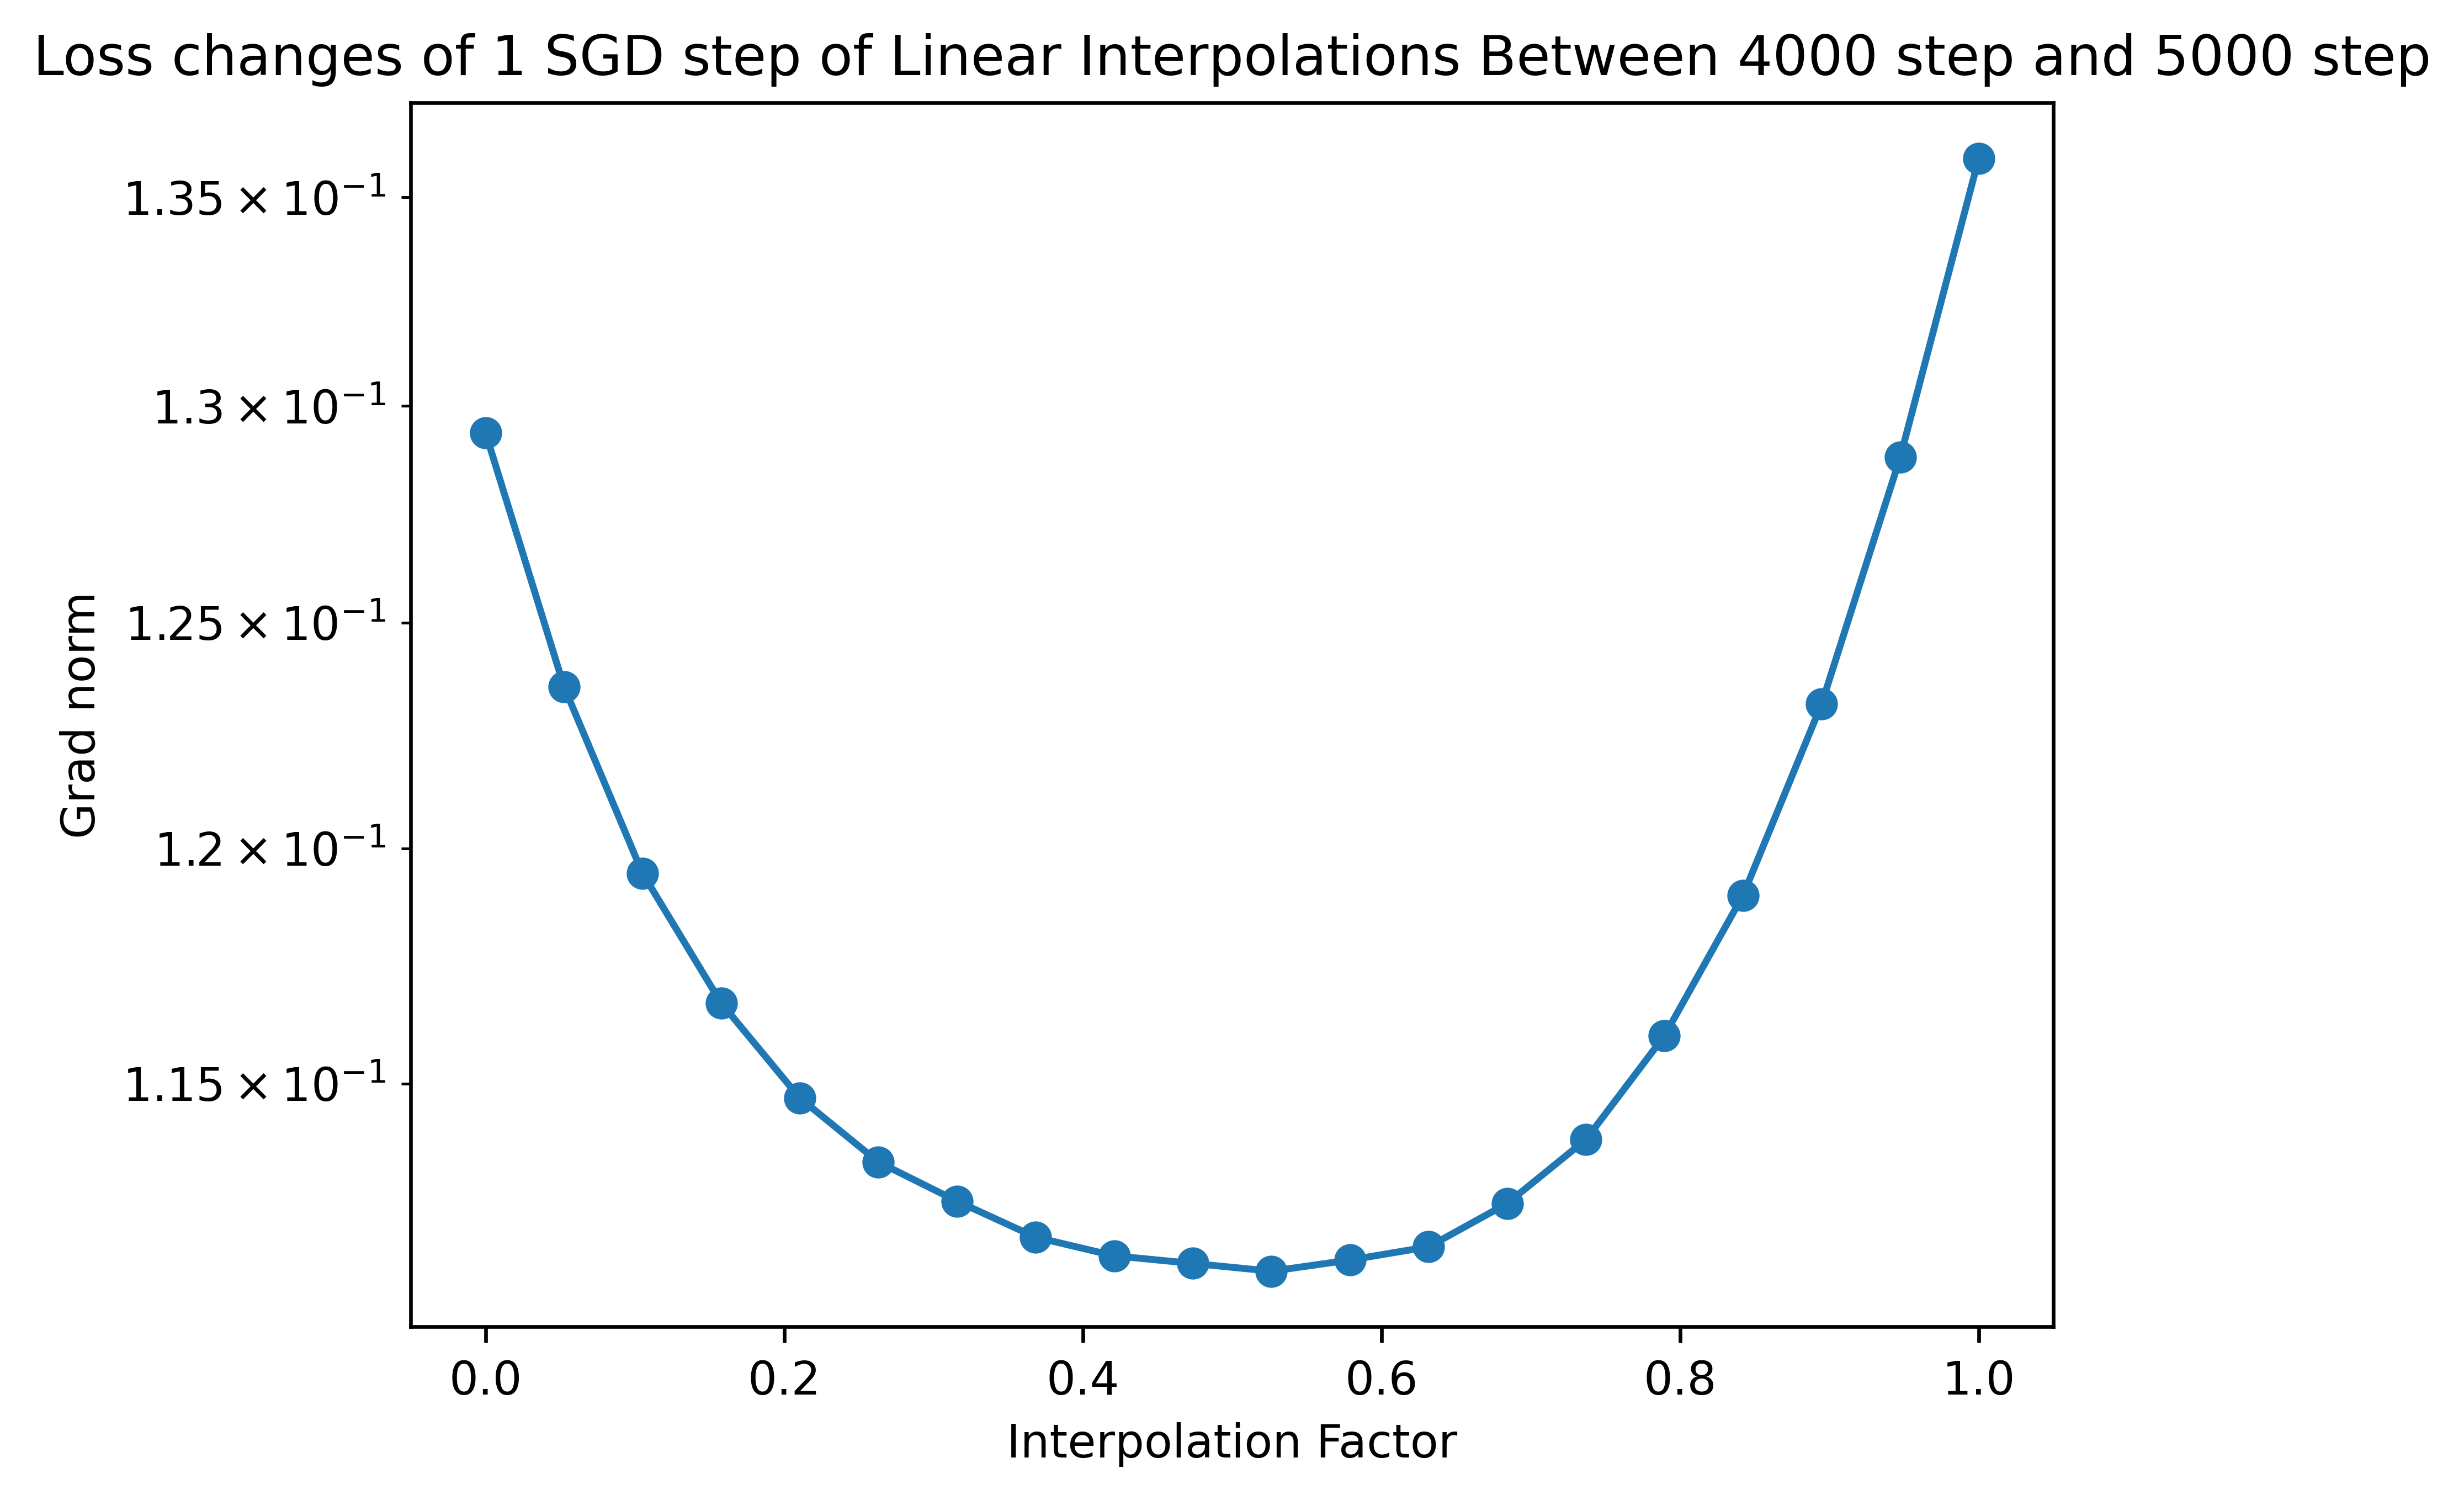 Loss changes of 1 SGD step of Linear Interpolations Between 4000 step and 5000 step
1.35 × 10⁻¹
1.3 × 10⁻¹
1.25 × 10⁻¹
1.2 × 10⁻¹
1.15 × 10⁻¹
Grad norm
0.0 0.2 0.4 0.6 0.8 1.0
Interpolation Factor